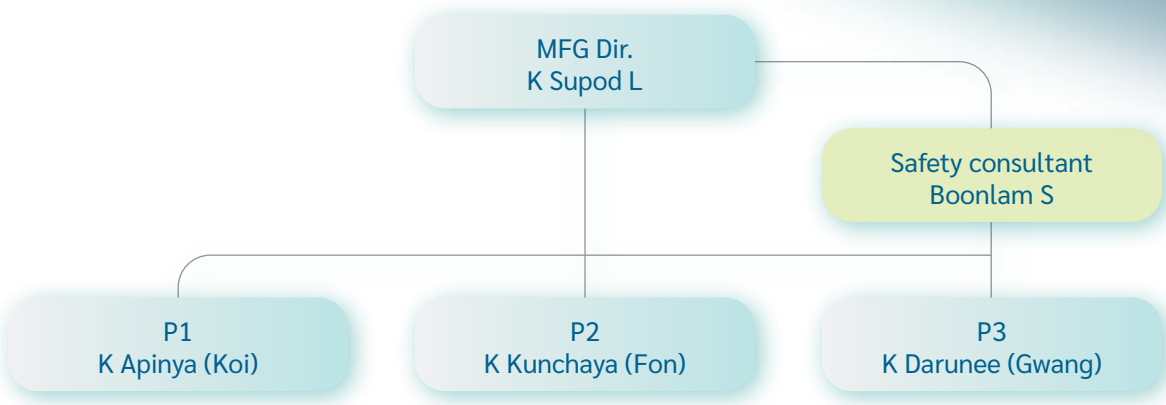 MFG Dir.
K Supod L
Safety consultant
Boonlam S
P1
K Apinya (Koi)
P2
K Kunchaya (Fon)
P3
K Darunee (Gwang)